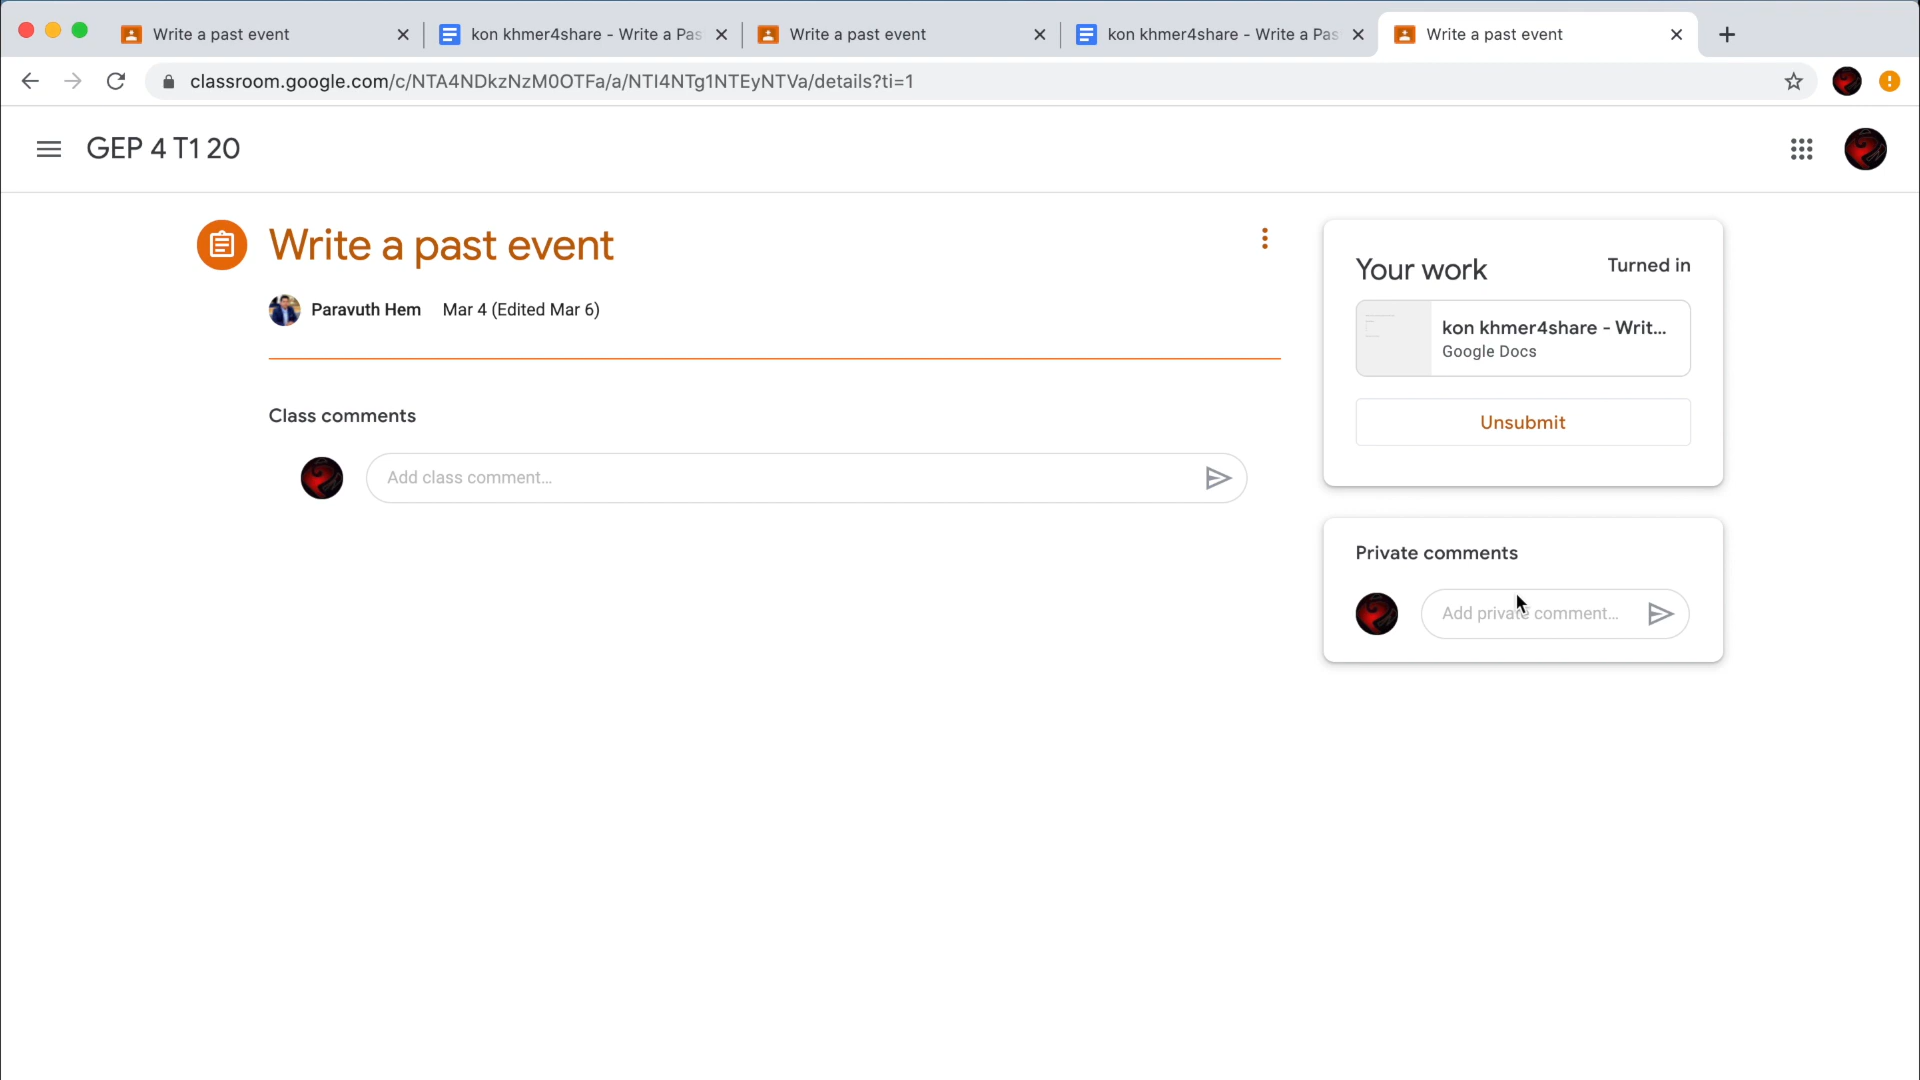 Write a past event
kon khmer4share - Write a Pas
Write a past event
kon khmer4share - Write a Pas
Write a past event
classroom.google.com/c/NTA4NDkzNzM0OTFa/a/NTI4NTg1NTEyNTVa/details?ti=1
GEP 4 T1 20
Write a past event
Paravuth Hem Mar 4 (Edited Mar 6)
Class comments
Add class comment...
Your work
Turned in
kon khmer4share - Writ...
Google Docs
Unsubmit
Private comments
Add private comment...